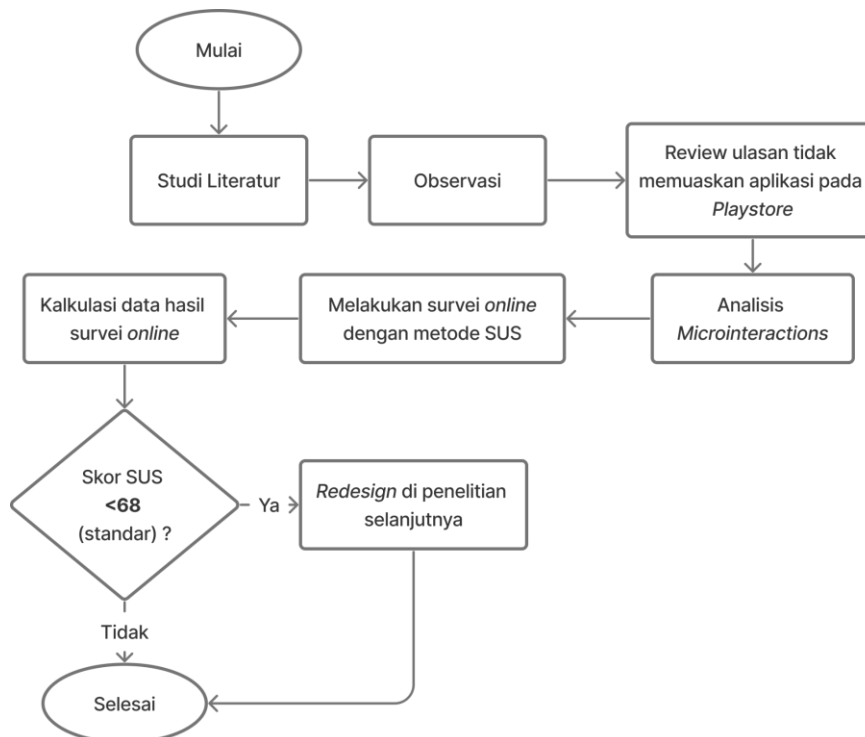 Mulai
Studi Literatur
Observasi
Review ulasan tidak
memuaskan aplikasi pada
Playstore
Analisis
Microinteractions
Melakukan survei online
dengan metode SUS
Kalkulasi data hasil
survei online
Skor SUS
<68
(standar) ?
Ya
Redesign di penelitian
selanjutnya
Tidak
Selesai